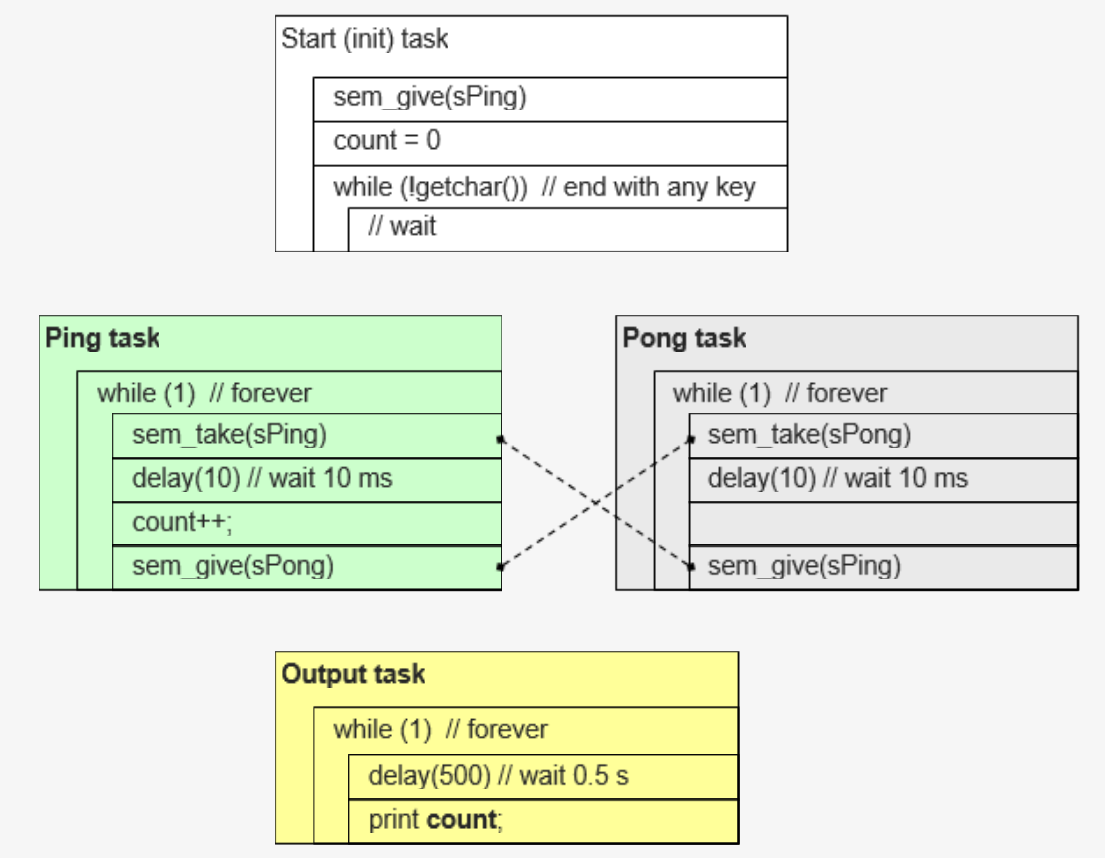 Start (init) task
sem_give(sPing)
count = 0
while (!getchar())  // end with any key
// wait
Ping task
while (1)  // forever
sem_take(sPing)
delay(10) // wait 10 ms
count++;
sem_give(sPong)
Pong task
while (1)  // forever
sem_take(sPong)
delay(10) // wait 10 ms
sem_give(sPing)
Output task
while (1)  // forever
delay(500) // wait 0.5 s
print count;